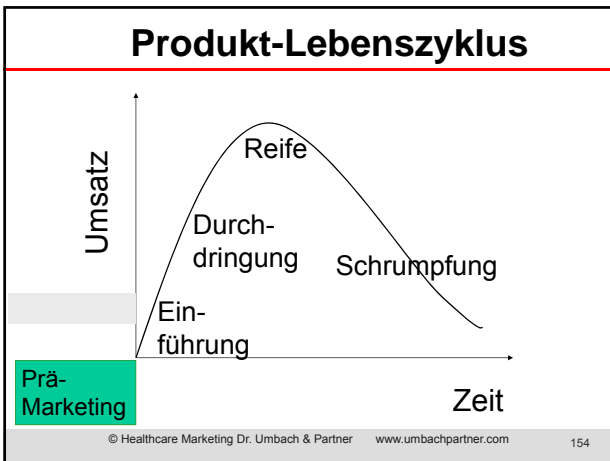 Produkt-Lebenszyklus
Umsatz
Reife
Durch-
dringung
Schrumpfung
Ein-
führung
Prä-
Marketing
Zeit
© Healthcare Marketing Dr. Umbach & Partner www.umbachpartner.com 154